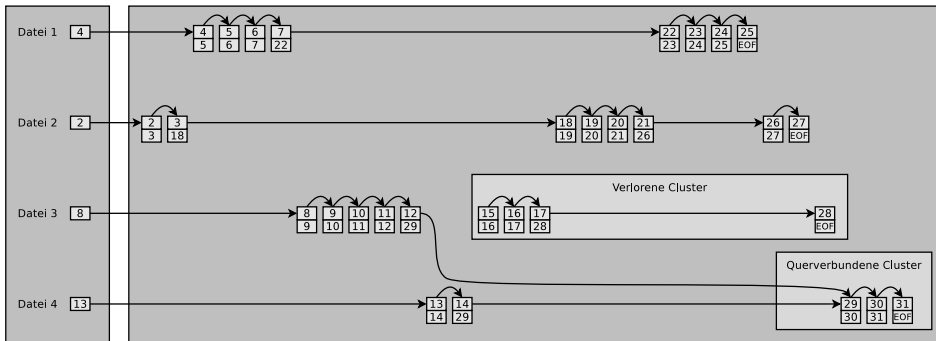 Datei 1 4 4 5 6 7 22 23 24 25
5 6 7 22 23 24 25 EOF
Datei 2 2 2 3 18 19 20 21 26 27
3 18 19 20 21 26 27 EOF
Verlorene Cluster
Datei 3 8 8 9 10 11 12 15 16 17 28
9 10 11 12 29 16 17 28 EOF
Querverbundene Cluster
Datei 4 13 13 14 29 30 31
14 29 30 31 EOF